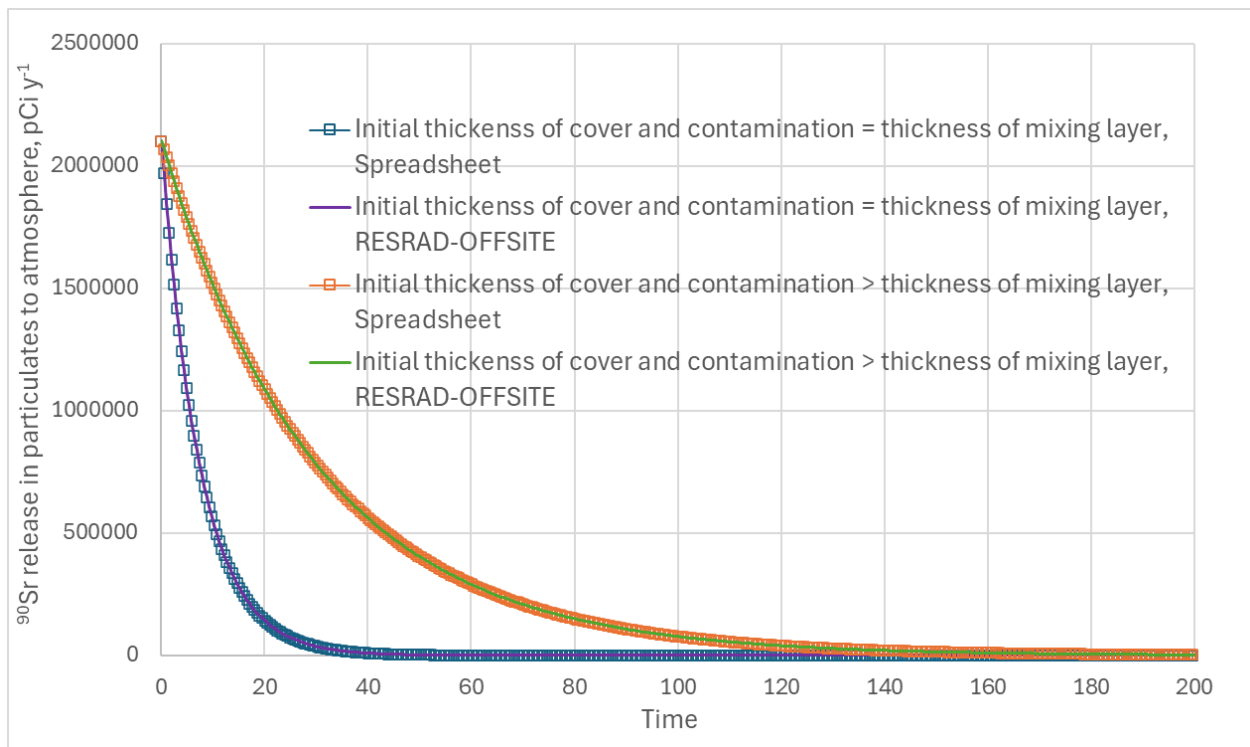 2500000
2000000
1500000
1000000
500000
0
⁹⁰Sr release in particulates to atmosphere, pCi y⁻¹
Initial thickenss of cover and contamination = thickness of mixing layer,
Spreadsheet
Initial thickenss of cover and contamination = thickness of mixing layer,
RESRAD-OFFSITE
Initial thickenss of cover and contamination > thickness of mixing layer,
Spreadsheet
Initial thickenss of cover and contamination > thickness of mixing layer,
RESRAD-OFFSITE
0 20 40 60 80 100 120 140 160 180 200
Time